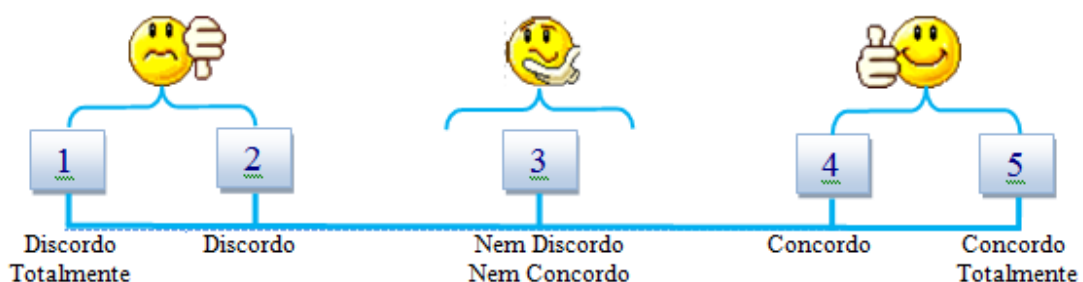 1 2 3 4 5
Discordo Discordo Nem Discordo Concordo Concordo
Totalmente Nem Concordo Totalmente